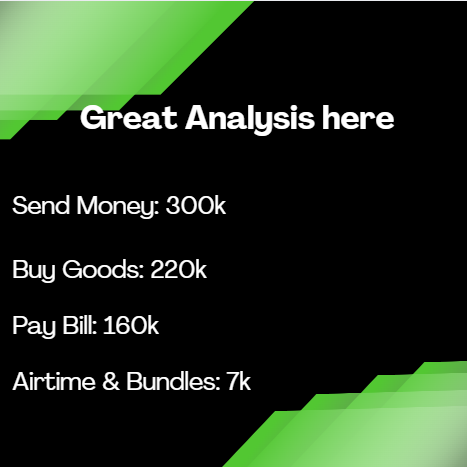 Great Analysis here
Send Money: 300k
Buy Goods: 220k
Pay Bill: 160k
Airtime & Bundles: 7k